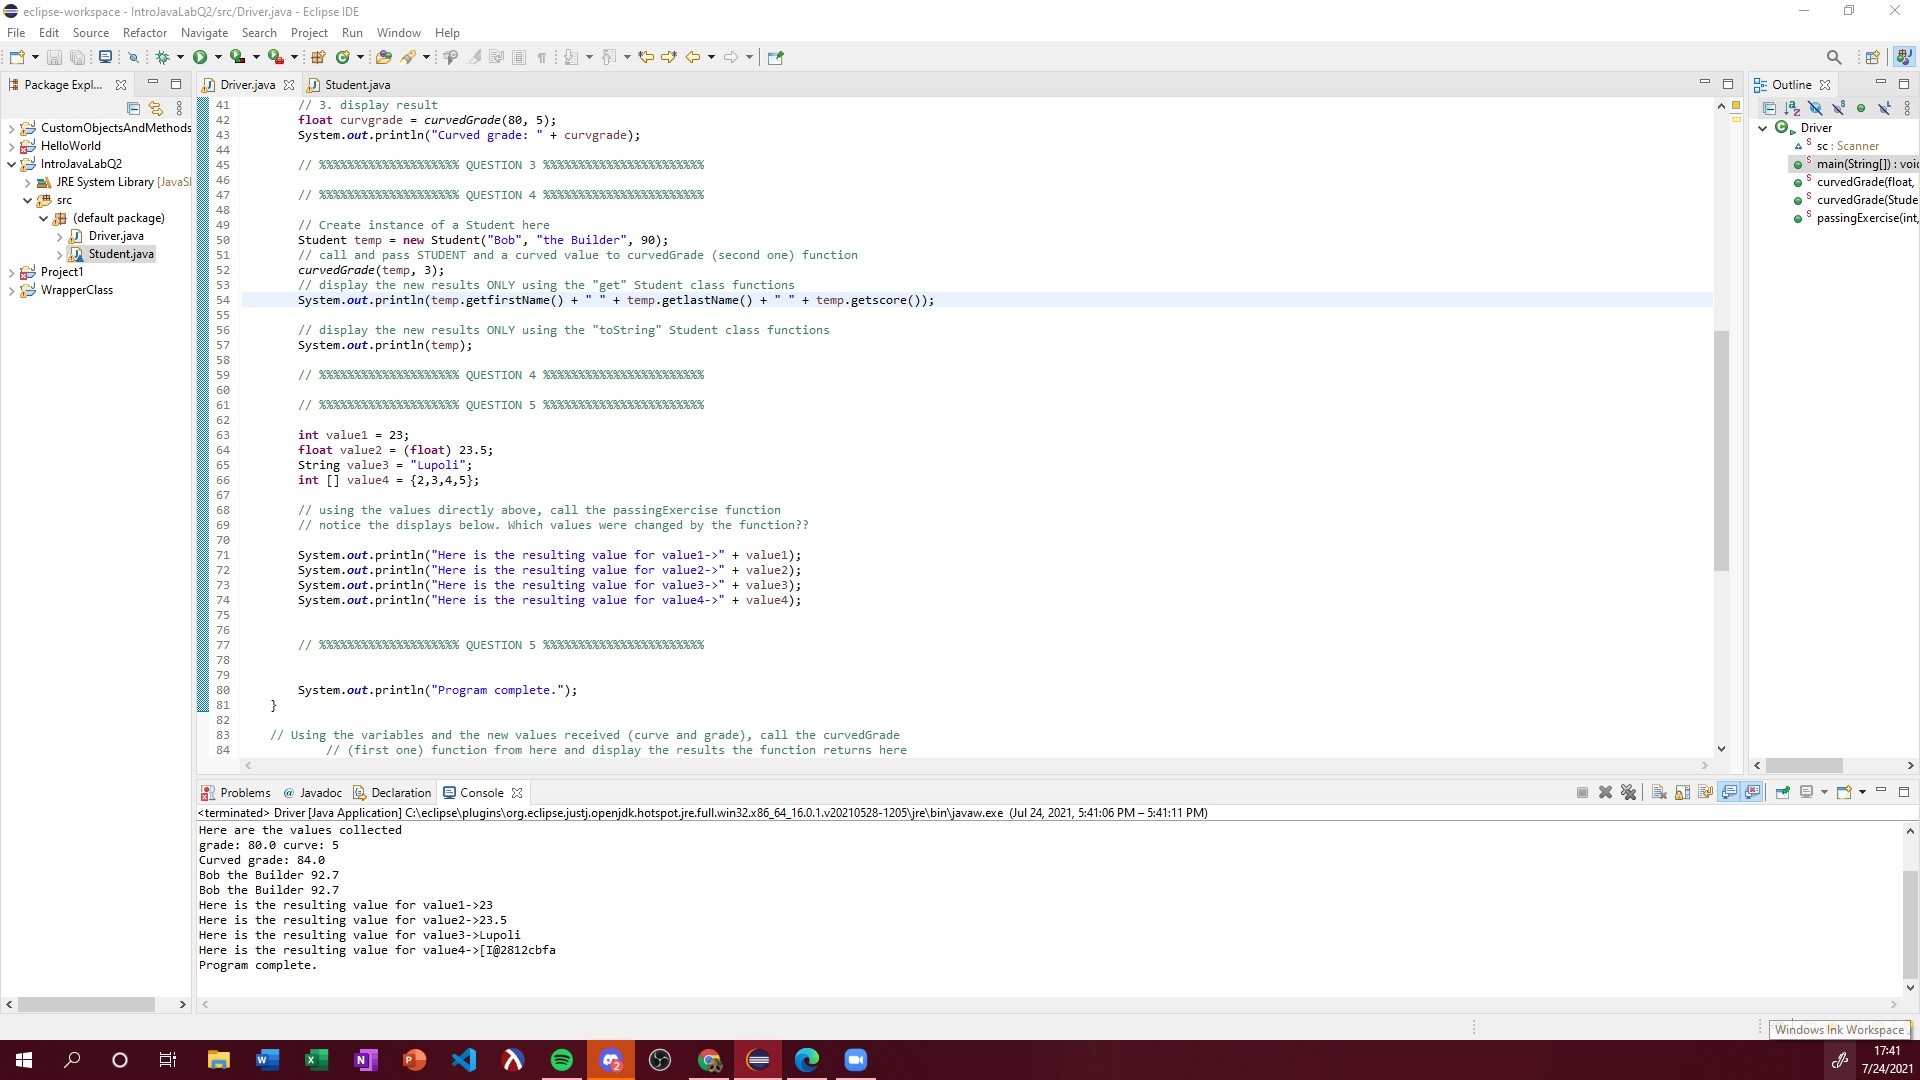 eclipse-workspace - IntroJavaLabQ2/src/Driver.java - Eclipse IDE
File Edit Source Refactor Navigate Search Project Run Window Help
Package Expl...
CustomObjectsAndMethods
HelloWorld
IntroJavaLabQ2
JRE System Library [JavaSI
src
(default package)
Driver.java
Student.java
Project1
WrapperClass
Driver.java Student.java
41 // 3. display result
42 float curvgrade = curvedGrade(80, 5);
43 System.out.println("Curved grade: " + curvgrade);
44
45 // %%%%%%%%%%%%%%%%%%%% QUESTION 3 %%%%%%%%%%%%%%%%%%%%%%%
46
47 // %%%%%%%%%%%%%%%%%%%% QUESTION 4 %%%%%%%%%%%%%%%%%%%%%%%
48
49 // Create instance of a Student here
50 Student temp = new Student("Bob", "the Builder", 90);
51 // call and pass STUDENT and a curved value to curvedGrade (second one) function
52 curvedGrade(temp, 3);
53 // display the new results ONLY using the "get" Student class functions
54 System.out.println(temp.getfirstName() + " " + temp.getlastName() + " " + temp.getscore());
55
56 // display the new results ONLY using the "toString" Student class functions
57 System.out.println(temp);
58
59 // %%%%%%%%%%%%%%%%%%%% QUESTION 4 %%%%%%%%%%%%%%%%%%%%%%%
60
61 // %%%%%%%%%%%%%%%%%%%% QUESTION 5 %%%%%%%%%%%%%%%%%%%%%%%
62
63 int value1 = 23;
64 float value2 = (float) 23.5;
65 String value3 = "Lupoli";
66 int [] value4 = {2,3,4,5};
67
68 // using the values directly above, call the passingExercise function
69 // notice the displays below. Which values were changed by the function??
70
71 System.out.println("Here is the resulting value for value1->" + value1);
72 System.out.println("Here is the resulting value for value2->" + value2);
73 System.out.println("Here is the resulting value for value3->" + value3);
74 System.out.println("Here is the resulting value for value4->" + value4);
75
76
77 // %%%%%%%%%%%%%%%%%%%% QUESTION 5 %%%%%%%%%%%%%%%%%%%%%%%
78
79
80 System.out.println("Program complete.");
81 }
82
83 // Using the variables and the new values received (curve and grade), call the curvedGrade
84 // (first one) function from here and display the results the function returns here
Outline
Driver
sc : Scanner
main(String[]) : voic
curvedGrade(float,
curvedGrade(Stude
passingExercise(int,
Problems @ Javadoc Declaration Console
<terminated> Driver [Java Application] C:\eclipse\plugins\org.eclipse.justj.openjdk.hotspot.jre.full.win32.x86_64_16.0.1.v20210528-1205\jre\bin\javaw.exe (Jul 24, 2021, 5:41:06 PM – 5:41:11 PM)
Here are the values collected
grade: 80.0 curve: 5
Curved grade: 84.0
Bob the Builder 92.7
Bob the Builder 92.7
Here is the resulting value for value1->23
Here is the resulting value for value2->23.5
Here is the resulting value for value3->Lupoli
Here is the resulting value for value4->[I@2812cbfa
Program complete.
Windows Ink Workspace
17:41
7/24/2021